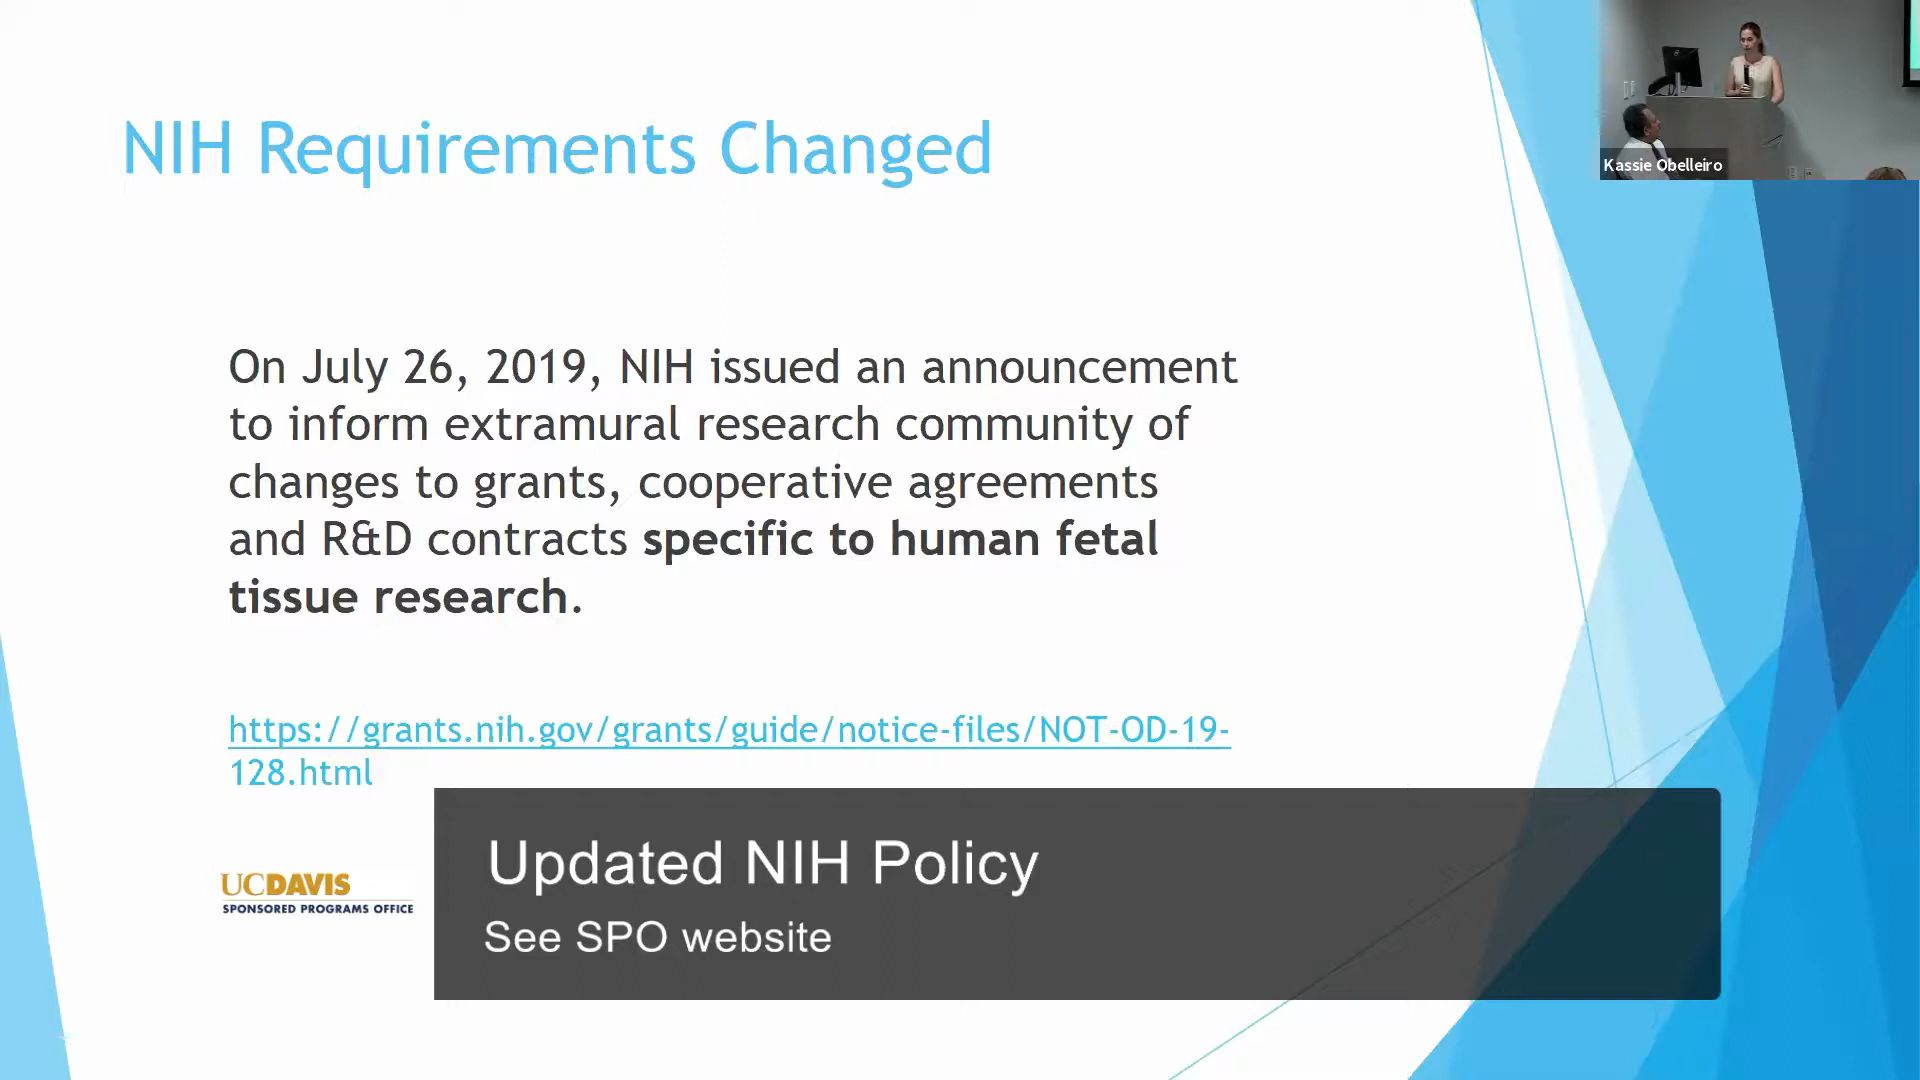 NIH Requirements Changed
Kassie Obelleiro
On July 26, 2019, NIH issued an announcement
to inform extramural research community of
changes to grants, cooperative agreements
and R&D contracts specific to human fetal
tissue research.
https://grants.nih.gov/grants/guide/notice-files/NOT-OD-19-
128.html
UCDAVIS
SPONSORED PROGRAMS OFFICE
Updated NIH Policy
See SPO website